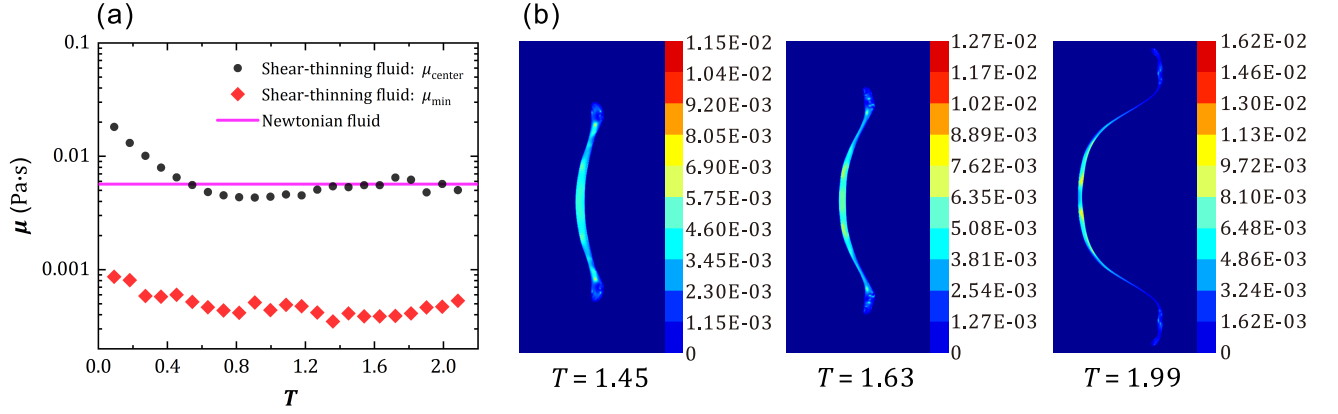 (a)
0.1
0.01
0.001
μ (Pa·s)
Shear-thinning fluid: μcenter
Shear-thinning fluid: μmin
Newtonian fluid
0.0 0.4 0.8 1.2 1.6 2.0
T
(b)
1.15E-02
1.04E-02
9.20E-03
8.05E-03
6.90E-03
5.75E-03
4.60E-03
3.45E-03
2.30E-03
1.15E-03
0
T = 1.45
1.27E-02
1.17E-02
1.02E-02
8.89E-03
7.62E-03
6.35E-03
5.08E-03
3.81E-03
2.54E-03
1.27E-03
0
T = 1.63
1.62E-02
1.46E-02
1.30E-02
1.13E-02
9.72E-03
8.10E-03
6.48E-03
4.86E-03
3.24E-03
1.62E-03
0
T = 1.99